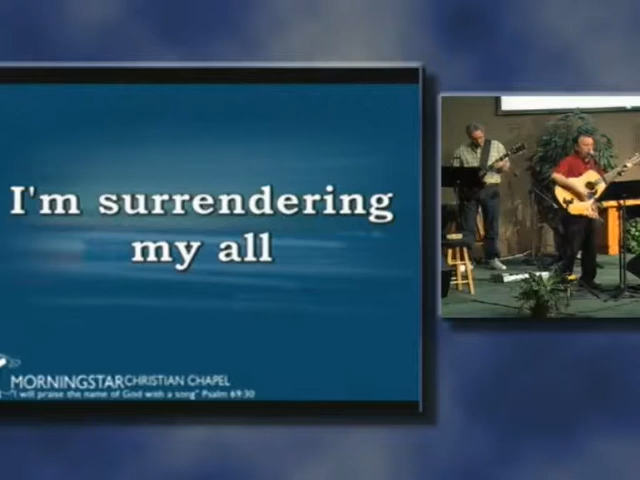 I'm surrendering
my all
MORNINGSTAR CHRISTIAN CHAPEL
"I will praise the name of God with a song" Psalm 69:30